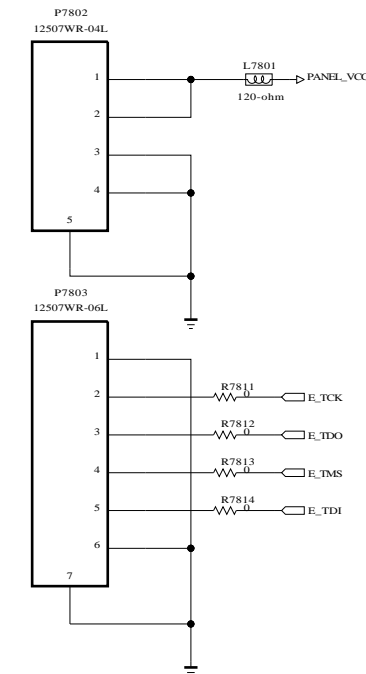 P7802
12507WR-04L
1
L7801
PANEL_VCC
120-ohm
2
3
4
5
P7803
12507WR-06L
1
R7811
2
0
E_TCK
R7812
3
0
E_TDO
R7813
4
0
E_TMS
R7814
5
0
E_TDI
6
7